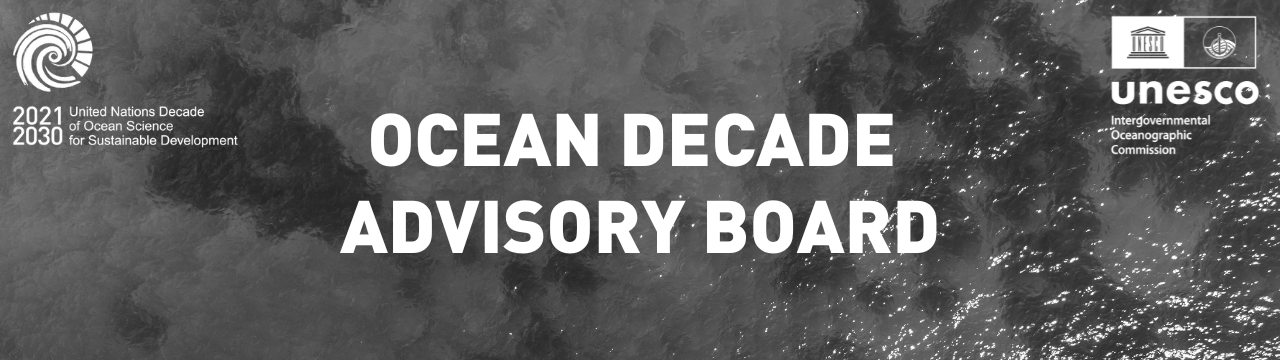 2021
2030
United Nations Decade
of Ocean Science
for Sustainable Development
OCEAN DECADE
ADVISORY BOARD
UNESCO
unesco
Intergovernmental
Oceanographic
Commission